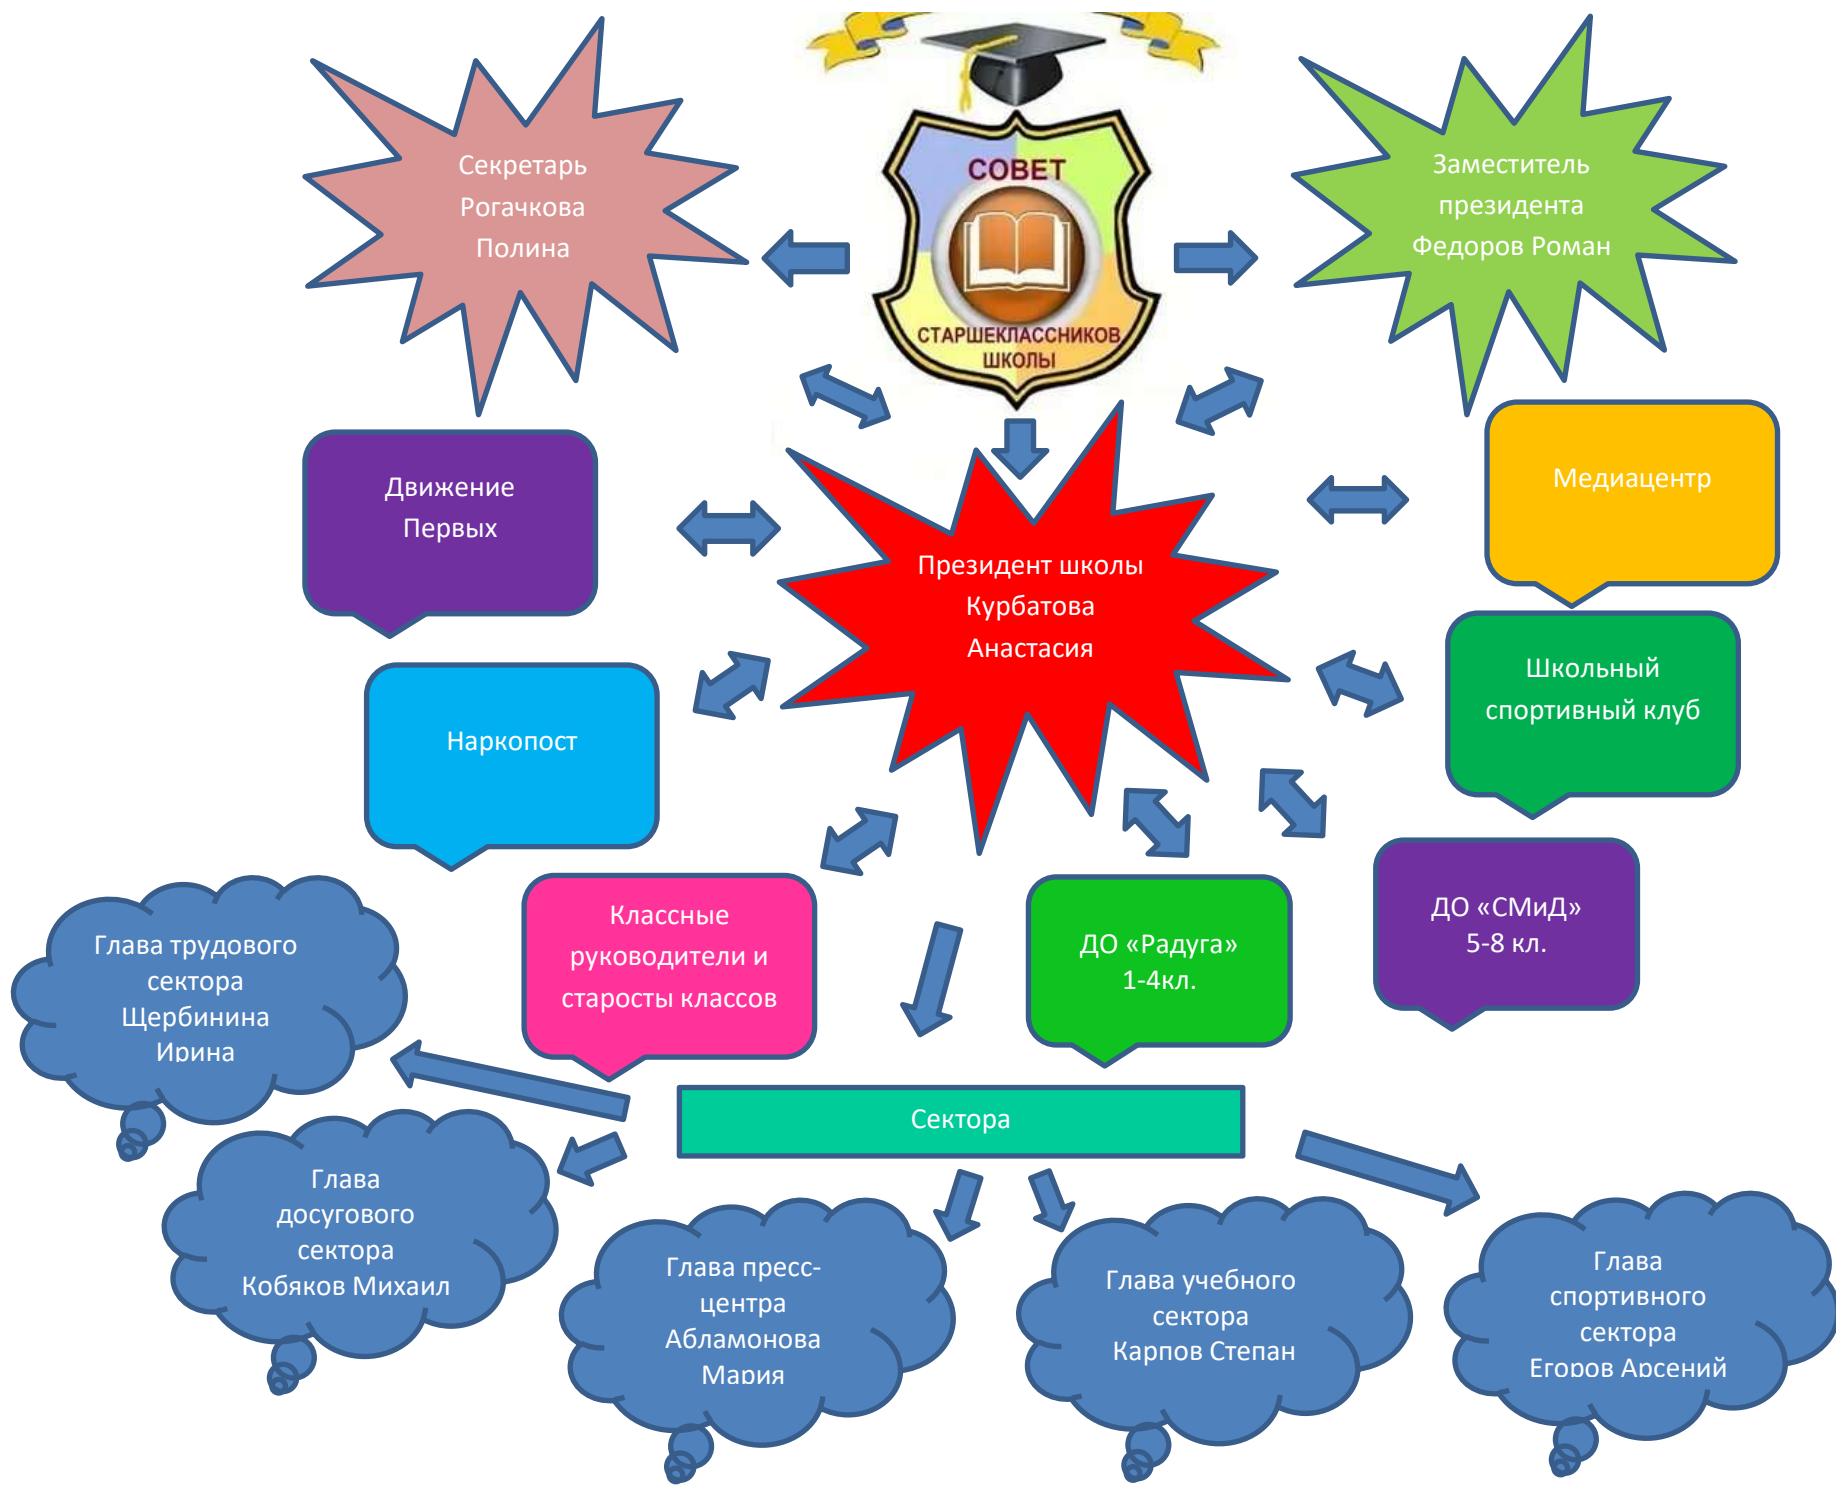 СОВЕТ
СТАРШЕКЛАССНИКОВ
ШКОЛЫ
Секретарь
Рогачкова
Полина
Заместитель
президента
Федоров Роман
Движение
Первых
Медиацентр
Президент школы
Курбатова
Анастасия
Школьный
спортивный клуб
Наркопост
Классные
руководители и
старосты классов
ДО «Радуга»
1-4кл.
ДО «СМиД»
5-8 кл.
Глава трудового
сектора
Щербинина
Ирина
Сектора
Глава
досугового
сектора
Кобяков Михаил
Глава пресс-
центра
Абламонова
Мария
Глава учебного
сектора
Карпов Степан
Глава
спортивного
сектора
Егоров Арсений